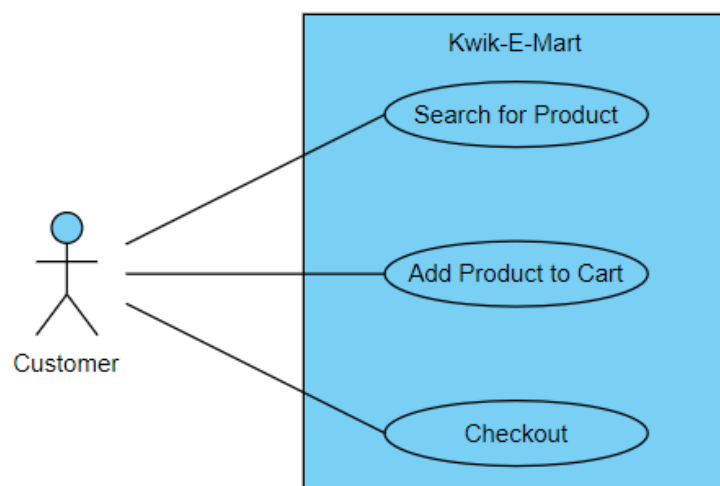 Kwik-E-Mart
Search for Product
Add Product to Cart
Customer
Checkout